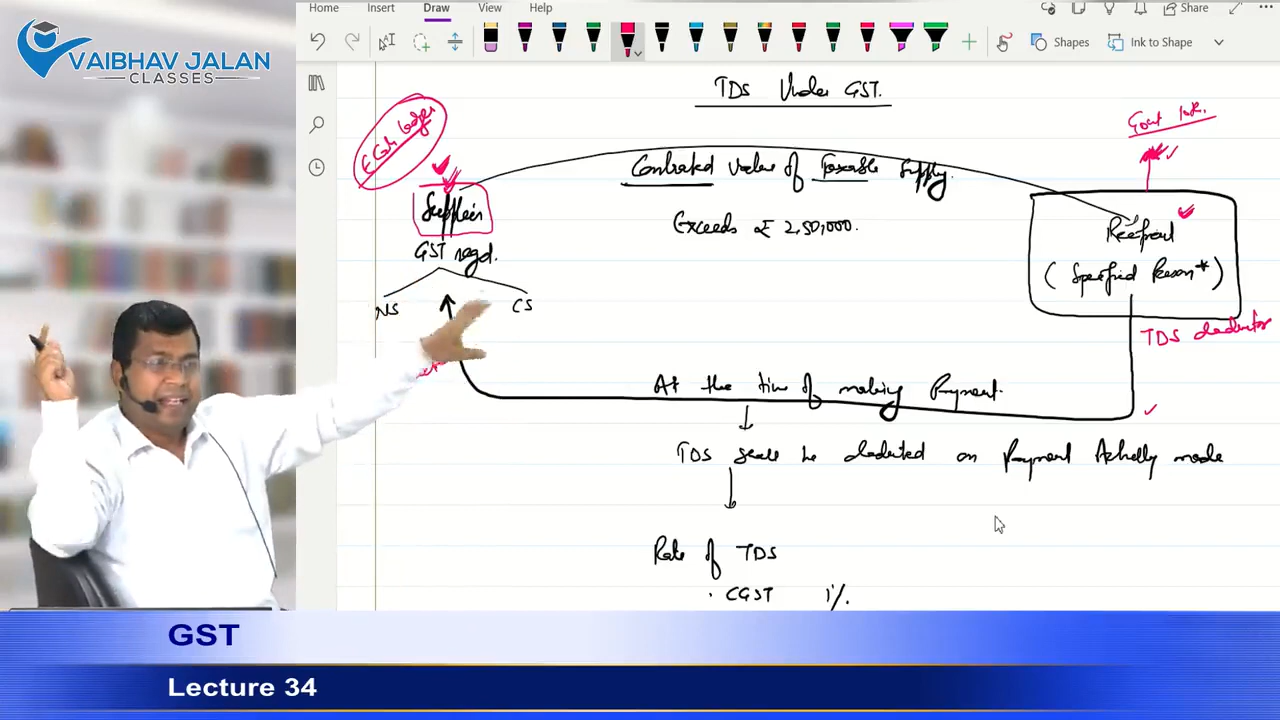 VAIBHAV JALAN
CLASSES
Home Insert Draw View Help
Share
Shapes Ink to Shape
TDS Under GST.
E Cash ledger
Govt
Contracted value of Taxable Supply.
Exceeds ₹ 2,50,000.
Supplier
GST regd.
NS CS
Recipient
(Specified Person*)
TDS deductor
At the time of making Payment.
TDS shall be deducted on Payment Actually made
Rate of TDS
CGST 1%.
GST
Lecture 34